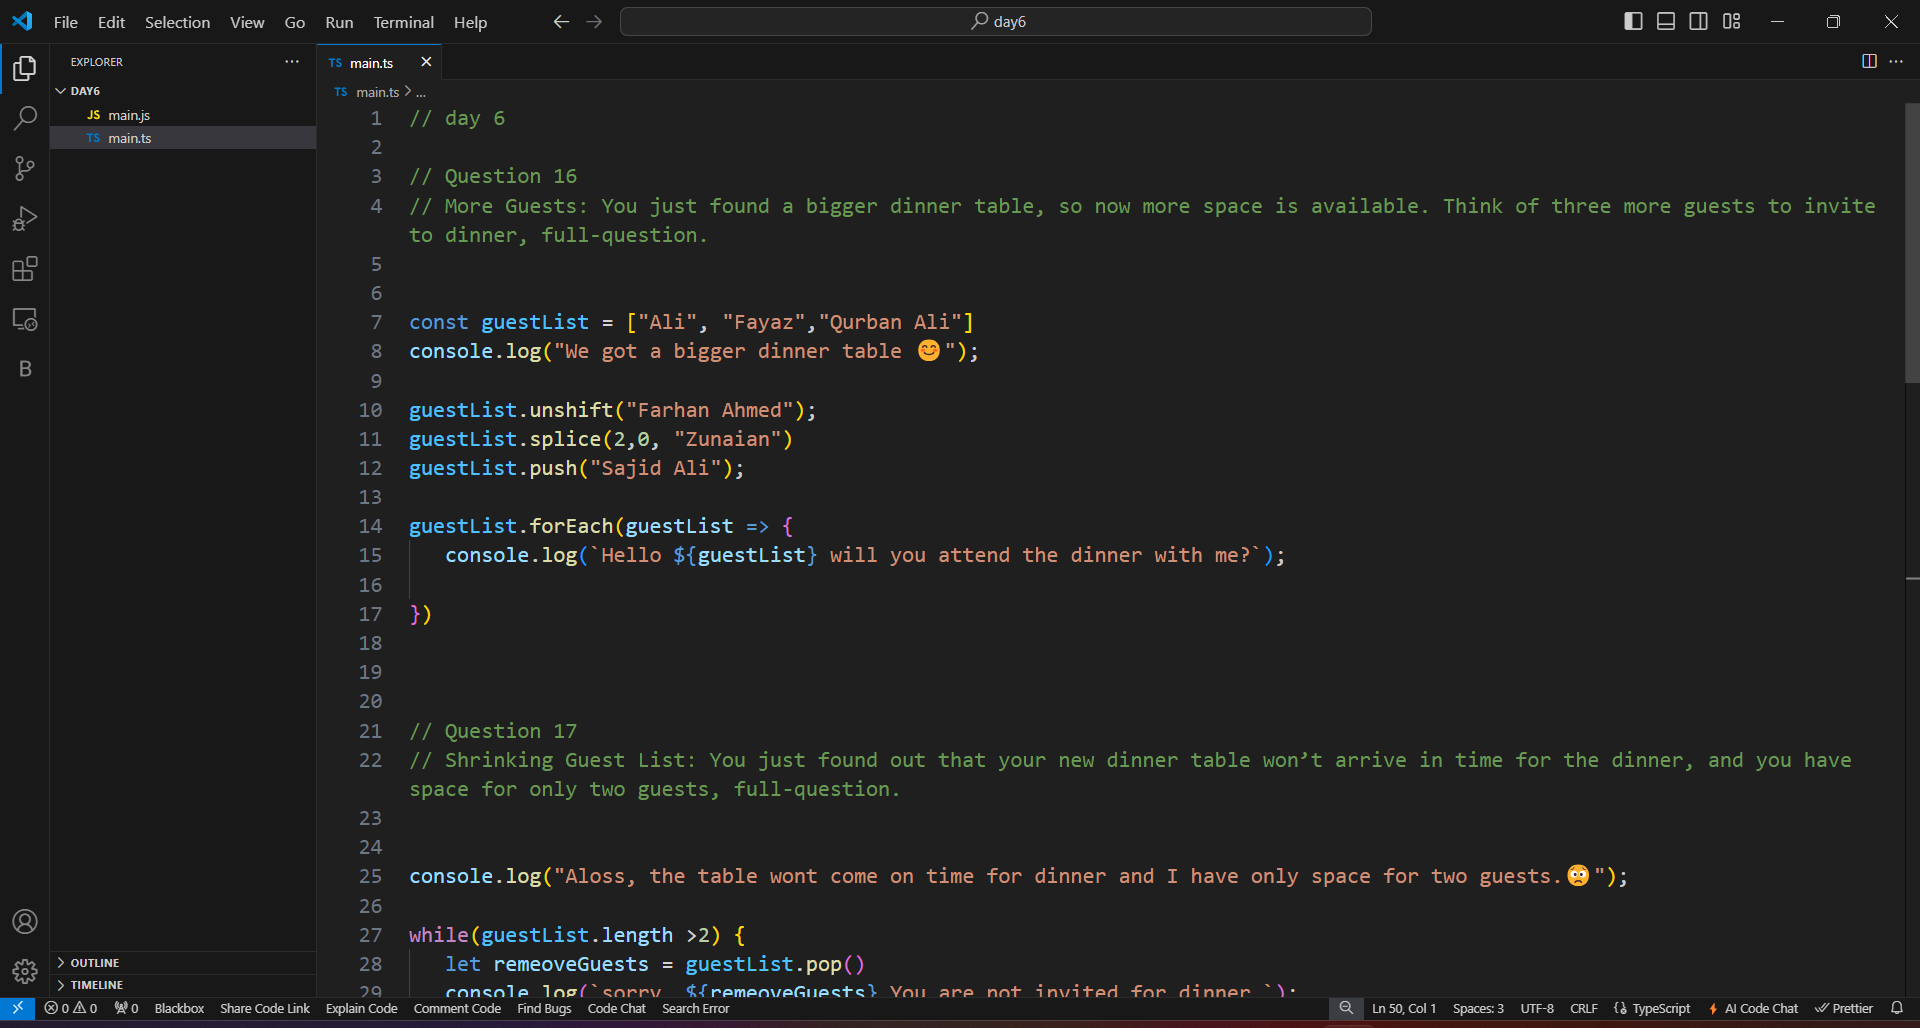 File Edit Selection View Go Run Terminal Help
day6
EXPLORER
DAY6
JS main.js
TS main.ts
TS main.ts
TS main.ts > ...
1 // day 6
2
3 // Question 16
4 // More Guests: You just found a bigger dinner table, so now more space is available. Think of three more guests to invite
to dinner, full-question.
5
6
7 const guestList = ["Ali", "Fayaz","Qurban Ali"]
8 console.log("We got a bigger dinner table 😊");
9
10 guestList.unshift("Farhan Ahmed");
11 guestList.splice(2,0, "Zunaian")
12 guestList.push("Sajid Ali");
13
14 guestList.forEach(guestList => {
15 console.log(`Hello ${guestList} will you attend the dinner with me?`);
16
17 })
18
19
20
21 // Question 17
22 // Shrinking Guest List: You just found out that your new dinner table won’t arrive in time for the dinner, and you have
space for only two guests, full-question.
23
24
25 console.log("Aloss, the table wont come on time for dinner and I have only space for two guests.😳");
26
27 while(guestList.length >2) {
28 let remeoveGuests = guestList.pop()
29 console.log(`sorry, ${remeoveGuests} You are not invited for dinner.`);
OUTLINE
TIMELINE
0 0 0 Blackbox Share Code Link Explain Code Comment Code Find Bugs Code Chat Search Error Ln 50, Col 1 Spaces: 3 UTF-8 CRLF {} TypeScript AI Code Chat Prettier